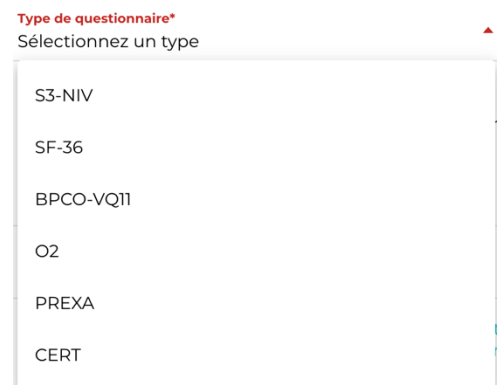 Type de questionnaire*
Sélectionnez un type
S3-NIV
SF-36
BPCO-VQ11
O2
PREXA
CERT